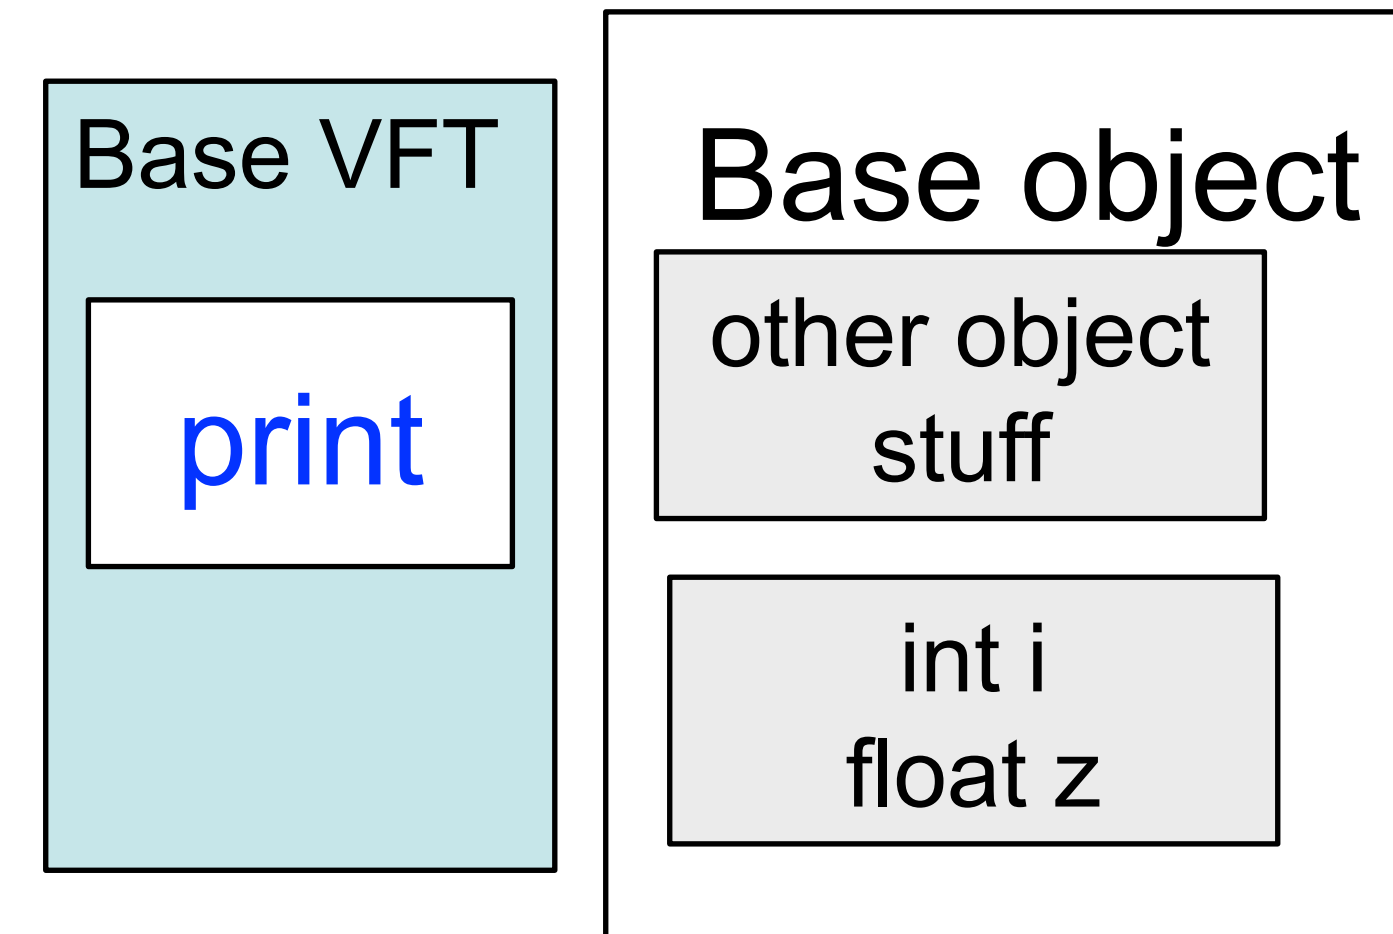 Base VFT
print
Base object
other object
stuff
int i
float z